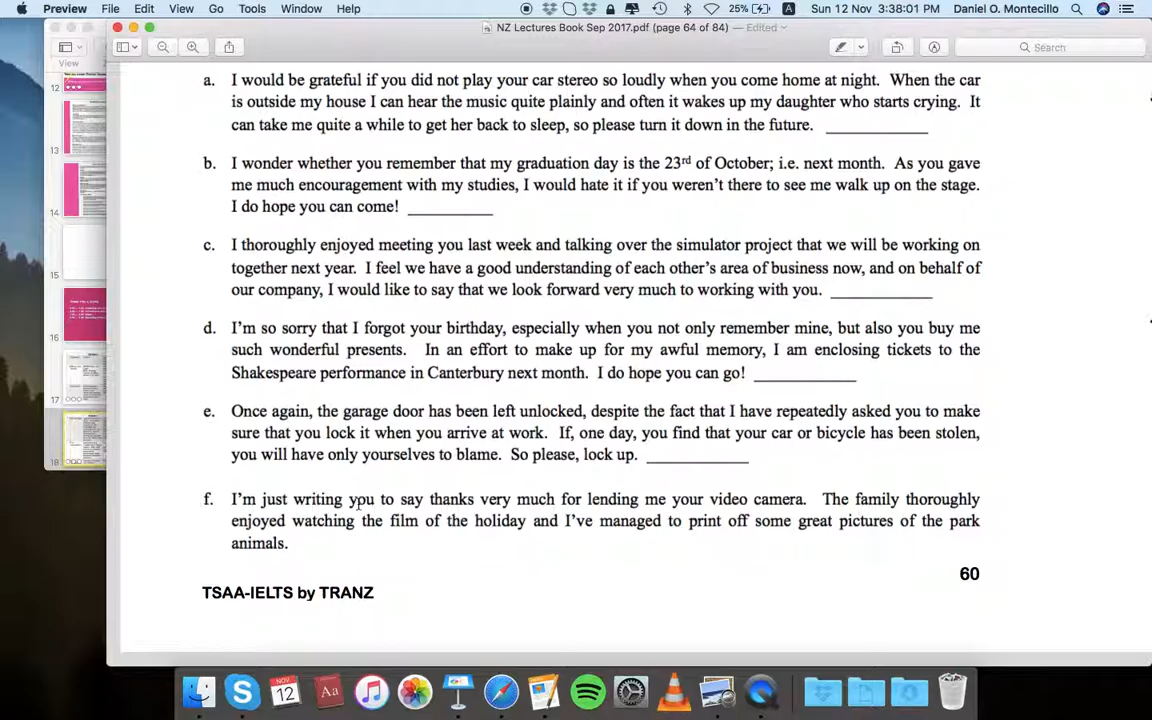 Preview File Edit View Go Tools Window Help 25% Sun 12 Nov 3:38:01 PM Daniel O. Montecillo
NZ Lectures Book Sep 2017.pdf (page 64 of 84) — Edited
View
Search
12
13
14
15
16
17
18
a. I would be grateful if you did not play your car stereo so loudly when you come home at night. When the car
is outside my house I can hear the music quite plainly and often it wakes up my daughter who starts crying. It
can take me quite a while to get her back to sleep, so please turn it down in the future. ____________
b. I wonder whether you remember that my graduation day is the 23rd of October; i.e. next month. As you gave
me much encouragement with my studies, I would hate it if you weren't there to see me walk up on the stage.
I do hope you can come! __________
c. I thoroughly enjoyed meeting you last week and talking over the simulator project that we will be working on
together next year. I feel we have a good understanding of each other's area of business now, and on behalf of
our company, I would like to say that we look forward very much to working with you. ____________
d. I'm so sorry that I forgot your birthday, especially when you not only remember mine, but also you buy me
such wonderful presents. In an effort to make up for my awful memory, I am enclosing tickets to the
Shakespeare performance in Canterbury next month. I do hope you can go! ____________
e. Once again, the garage door has been left unlocked, despite the fact that I have repeatedly asked you to make
sure that you lock it when you arrive at work. If, one day, you find that your car or bicycle has been stolen,
you will have only yourselves to blame. So please, lock up. ____________
f. I'm just writing you to say thanks very much for lending me your video camera. The family thoroughly
enjoyed watching the film of the holiday and I've managed to print off some great pictures of the park
animals.
60
TSAA-IELTS by TRANZ
NOV
12
Aa